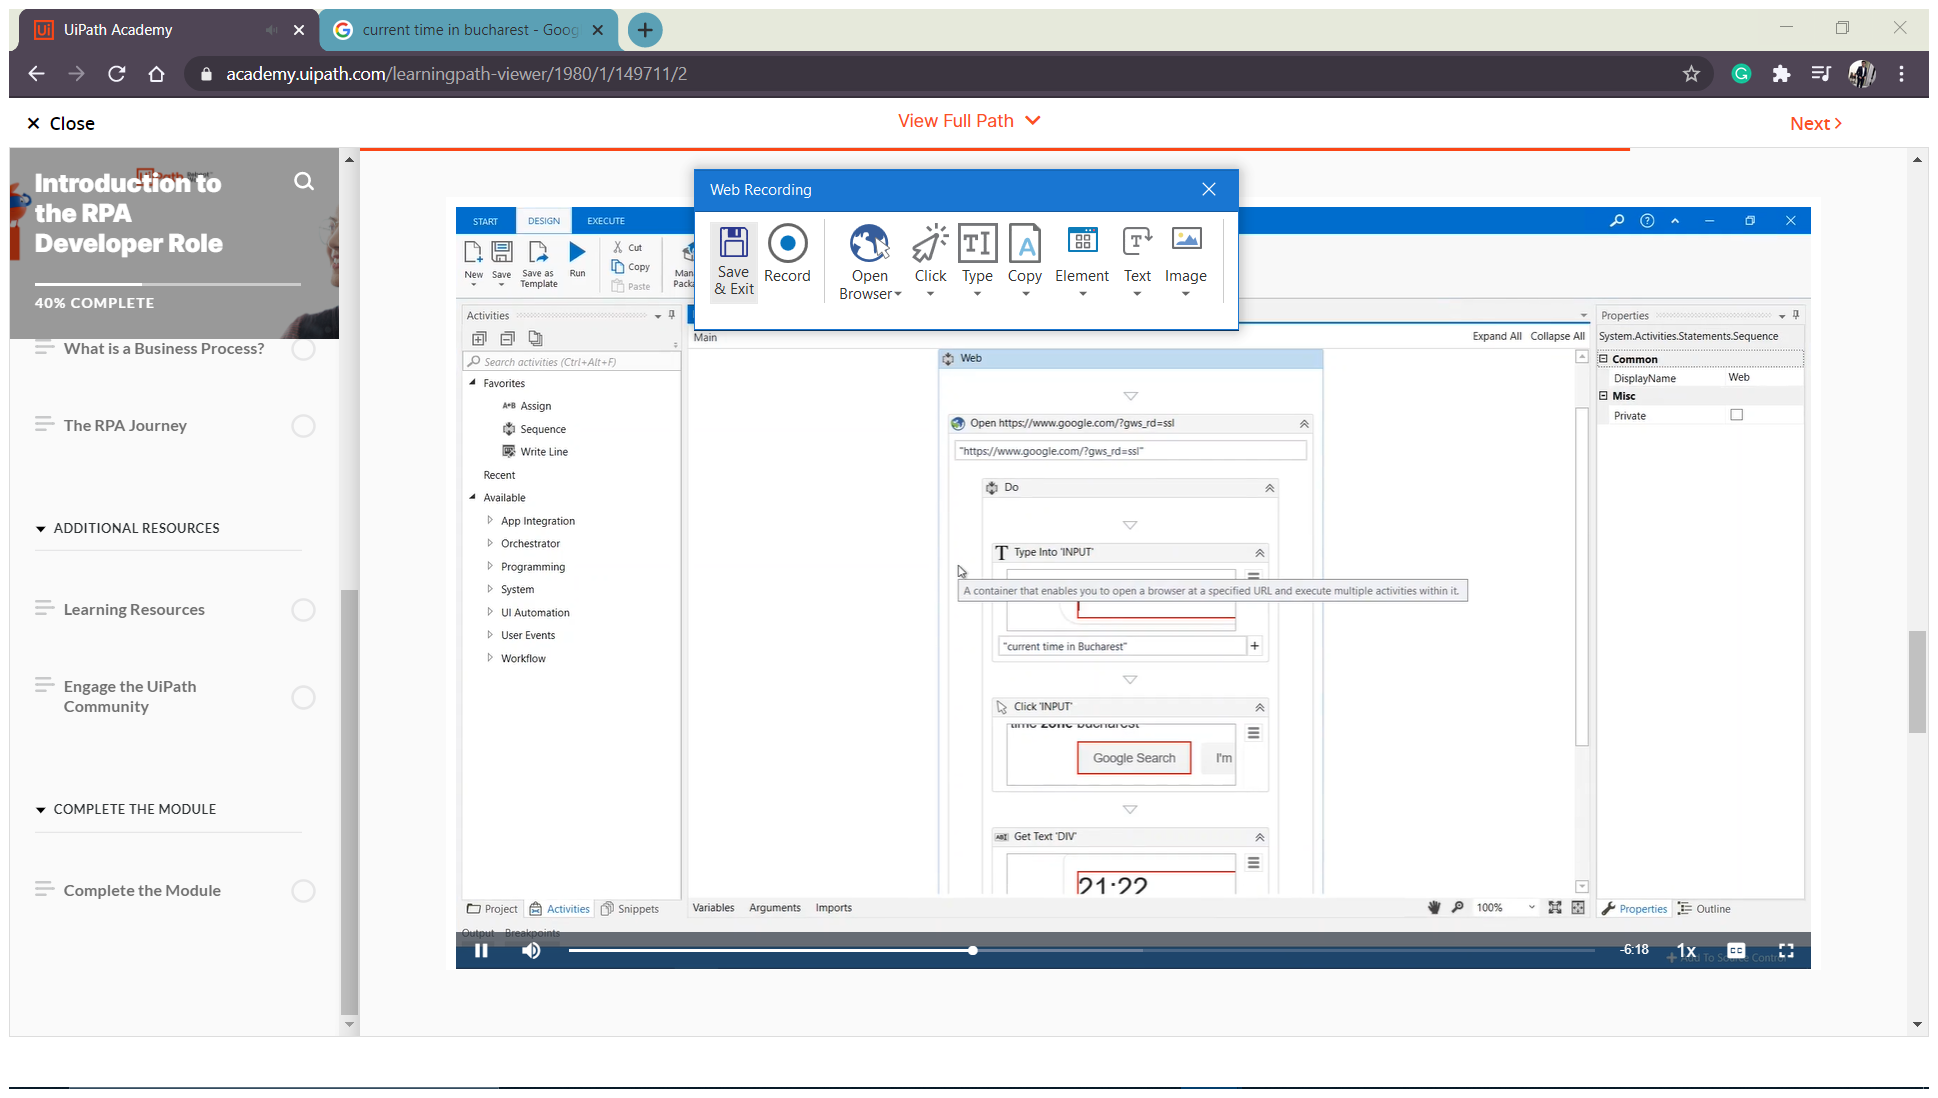 UiPath Academy
current time in bucharest - Goog
academy.uipath.com/learningpath-viewer/1980/1/149711/2
Close
View Full Path
Next
Introduction to
the RPA
Developer Role
40% COMPLETE
What is a Business Process?
The RPA Journey
ADDITIONAL RESOURCES
Learning Resources
Engage the UiPath
Community
COMPLETE THE MODULE
Complete the Module
Web Recording
Save
& Exit
Record
Open
Browser
Click
Type
Copy
Element
Text
Image
START
DESIGN
EXECUTE
New
Save
Save as
Template
Run
Cut
Copy
Paste
Activities
Search activities (Ctrl+Alt+F)
Favorites
A+B Assign
Sequence
Write Line
Recent
Available
App Integration
Orchestrator
Programming
System
UI Automation
User Events
Workflow
Project
Activities
Snippets
Output
Breakpoints
Main
Expand All
Collapse All
Web
Open https://www.google.com/?gws_rd=ssl
"https://www.google.com/?gws_rd=ssl"
Do
T Type Into 'INPUT'
A container that enables you to open a browser at a specified URL and execute multiple activities within it.
"current time in Bucharest"
Click 'INPUT'
time zone bucharest
Google Search
I'm
Get Text 'DIV'
21:22
Variables
Arguments
Imports
100%
Properties
System.Activities.Statements.Sequence
Common
DisplayName
Web
Misc
Private
Properties
Outline
-6:18
1x
CC
Add To Source Control